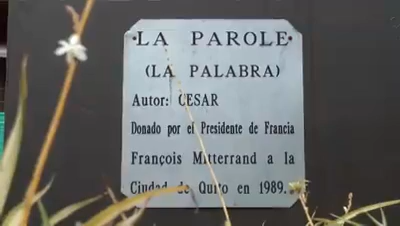 ·LA PAROLE·
(LA PALABRA)
Autor: CESAR
Donado por el Presidente de Francia
François Mitterrand a la
Ciudad de Quito en 1989.